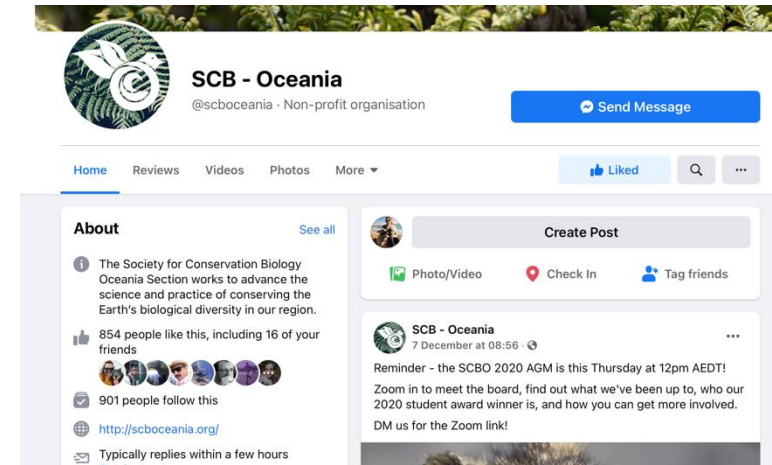 SCB - Oceania
@scboceania · Non-profit organisation
Send Message
Home Reviews Videos Photos More
Liked
About
See all
The Society for Conservation Biology
Oceania Section works to advance the
science and practice of conserving the
Earth's biological diversity in our region.
854 people like this, including 16 of your
friends
901 people follow this
http://scboceania.org/
Typically replies within a few hours
Create Post
Photo/Video Check In Tag friends
SCB - Oceania
7 December at 08:56 ·
Reminder - the SCBO 2020 AGM is this Thursday at 12pm AEDT!
Zoom in to meet the board, find out what we've been up to, who our
2020 student award winner is, and how you can get more involved.
DM us for the Zoom link!